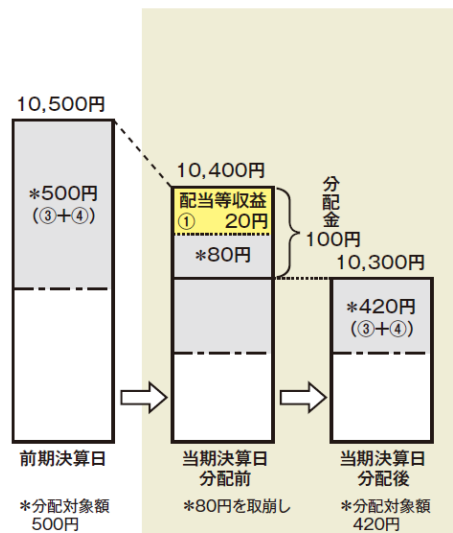 10,500円
*500円
(③+④)
10,400円
配当等収益
① 20円
*80円
分配金
100円
10,300円
*420円
(③+④)
前期決算日
当期決算日
分配前
当期決算日
分配後
*分配対象額
500円
*80円を取崩し
*分配対象額
420円